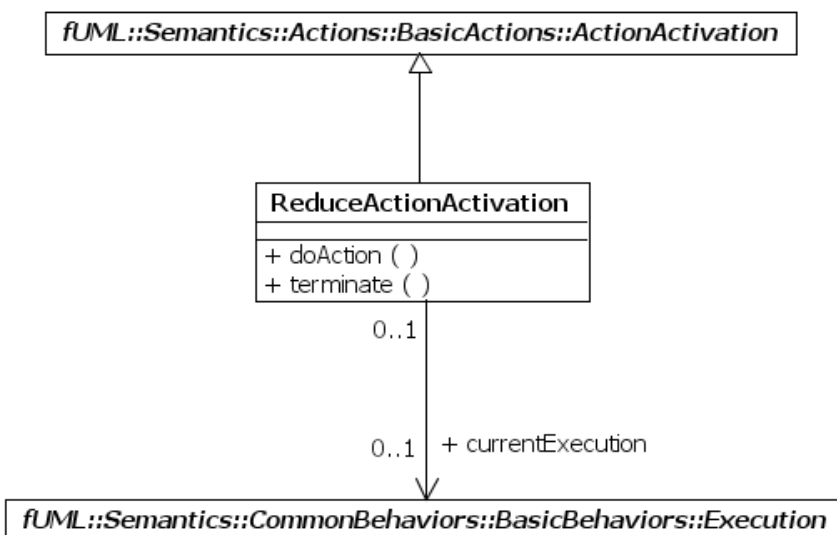 fUML::Semantics::Actions::BasicActions::ActionActivation
ReduceActionActivation
+ doAction ( )
+ terminate ( )
0..1
0..1 + currentExecution
fUML::Semantics::CommonBehaviors::BasicBehaviors::Execution